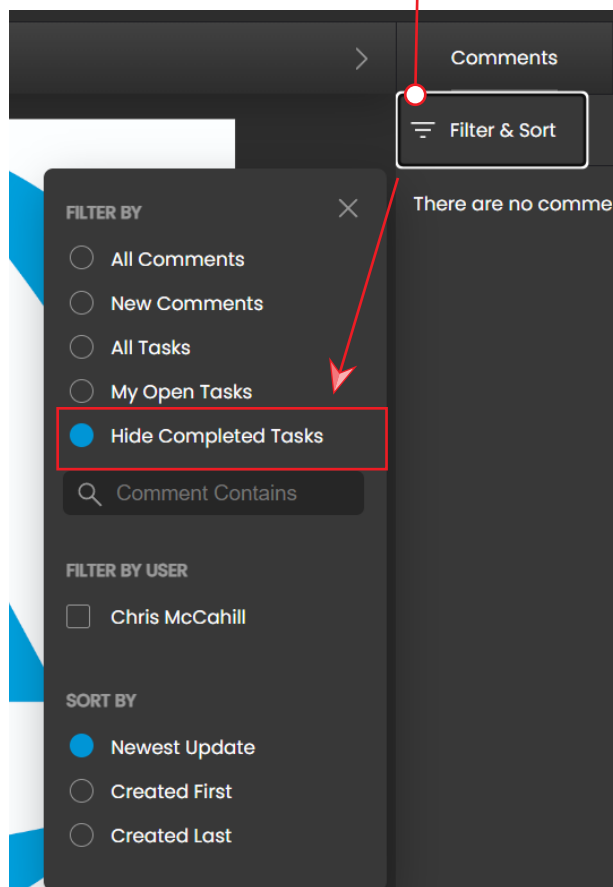 Comments
Filter & Sort
There are no comme
FILTER BY
All Comments
New Comments
All Tasks
My Open Tasks
Hide Completed Tasks
Comment Contains
FILTER BY USER
Chris McCahill
SORT BY
Newest Update
Created First
Created Last